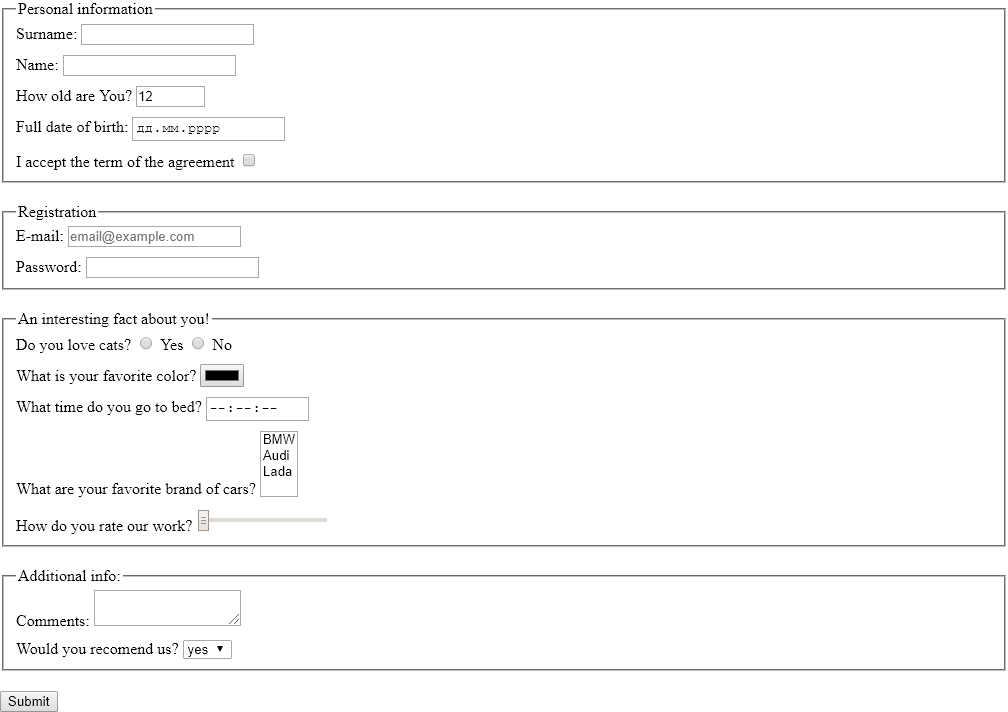 Personal information
Surname:
Name:
How old are You? 12
Full date of birth: дд.мм.рррр
I accept the term of the agreement
Registration
E-mail: email@example.com
Password:
An interesting fact about you!
Do you love cats? Yes No
What is your favorite color?
What time do you go to bed? --:--:--
BMW
Audi
Lada
What are your favorite brand of cars?
How do you rate our work?
Additional info:
Comments:
Would you recomend us? yes
Submit